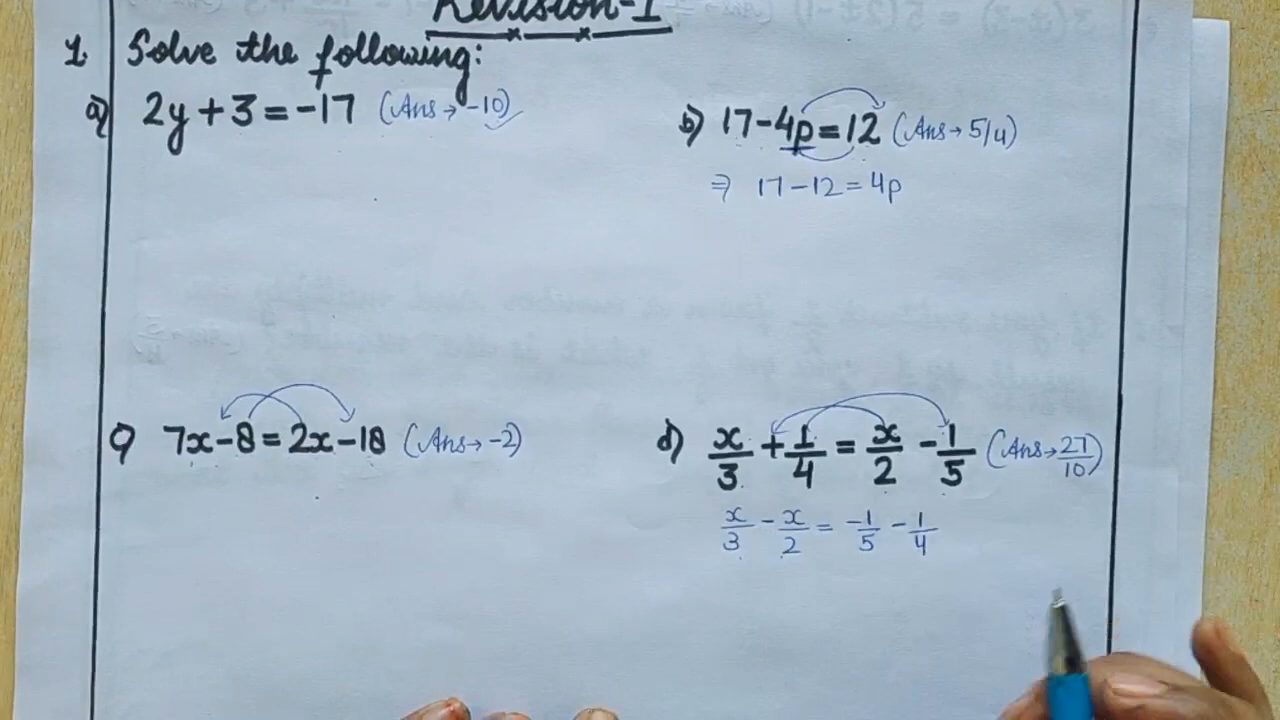 Revision-I
1. Solve the following:
a) 2y + 3 = -17 (Ans → -10)
b) 17 - 4p = 12 (Ans → 5/4)
⇒ 17 - 12 = 4p
c) 7x - 8 = 2x - 18 (Ans → -2)
d) x/3 + 1/4 = x/2 - 1/5 (Ans → 27/10)
x/3 - x/2 = -1/5 - 1/4